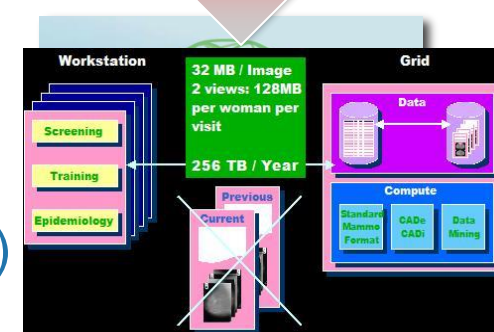 Workstation
Screening
Training
Epidemiology
32 MB / Image
2 views: 128MB
per woman per
visit
256 TB / Year
Previous
Current
Grid
Data
Compute
Standard
Mammo
Format
CADe
CADi
Data
Mining